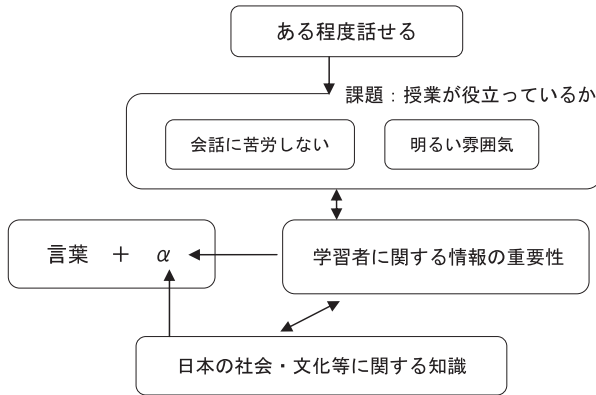 ある程度話せる
課題：授業が役立っているか
会話に苦労しない
明るい雰囲気
言葉　＋　α
学習者に関する情報の重要性
日本の社会・文化等に関する知識